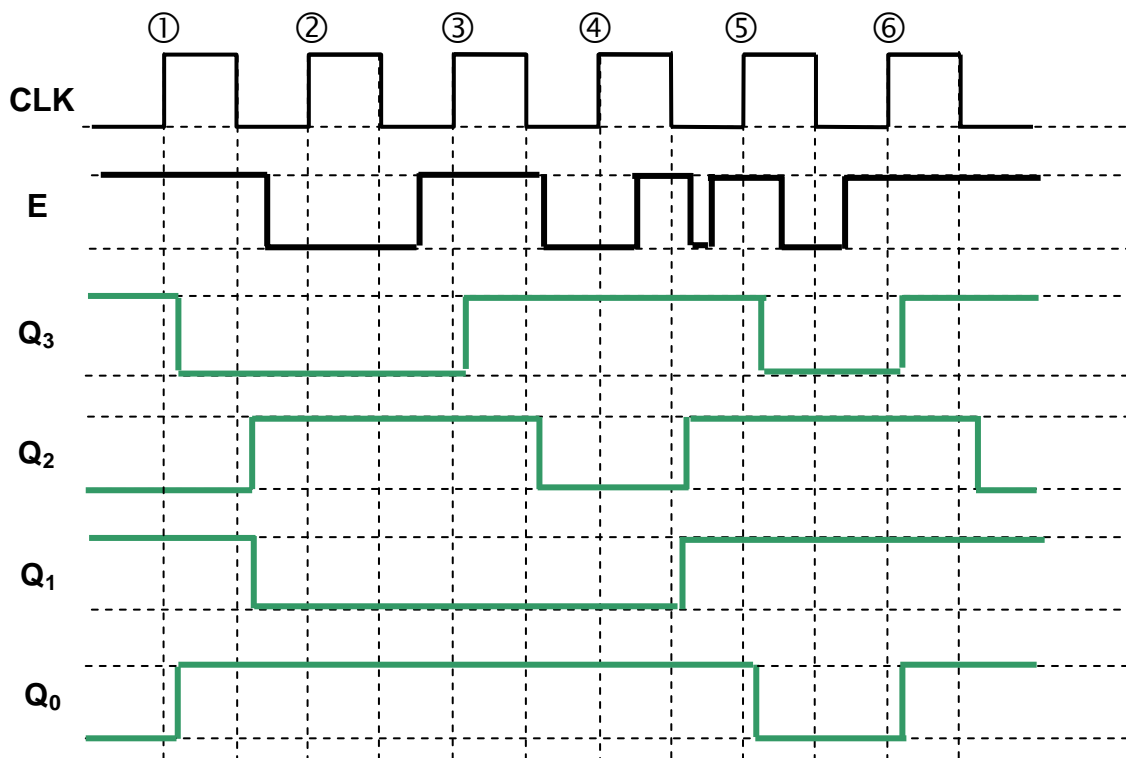 ① ② ③ ④ ⑤ ⑥
CLK
E
Q₃
Q₂
Q₁
Q₀